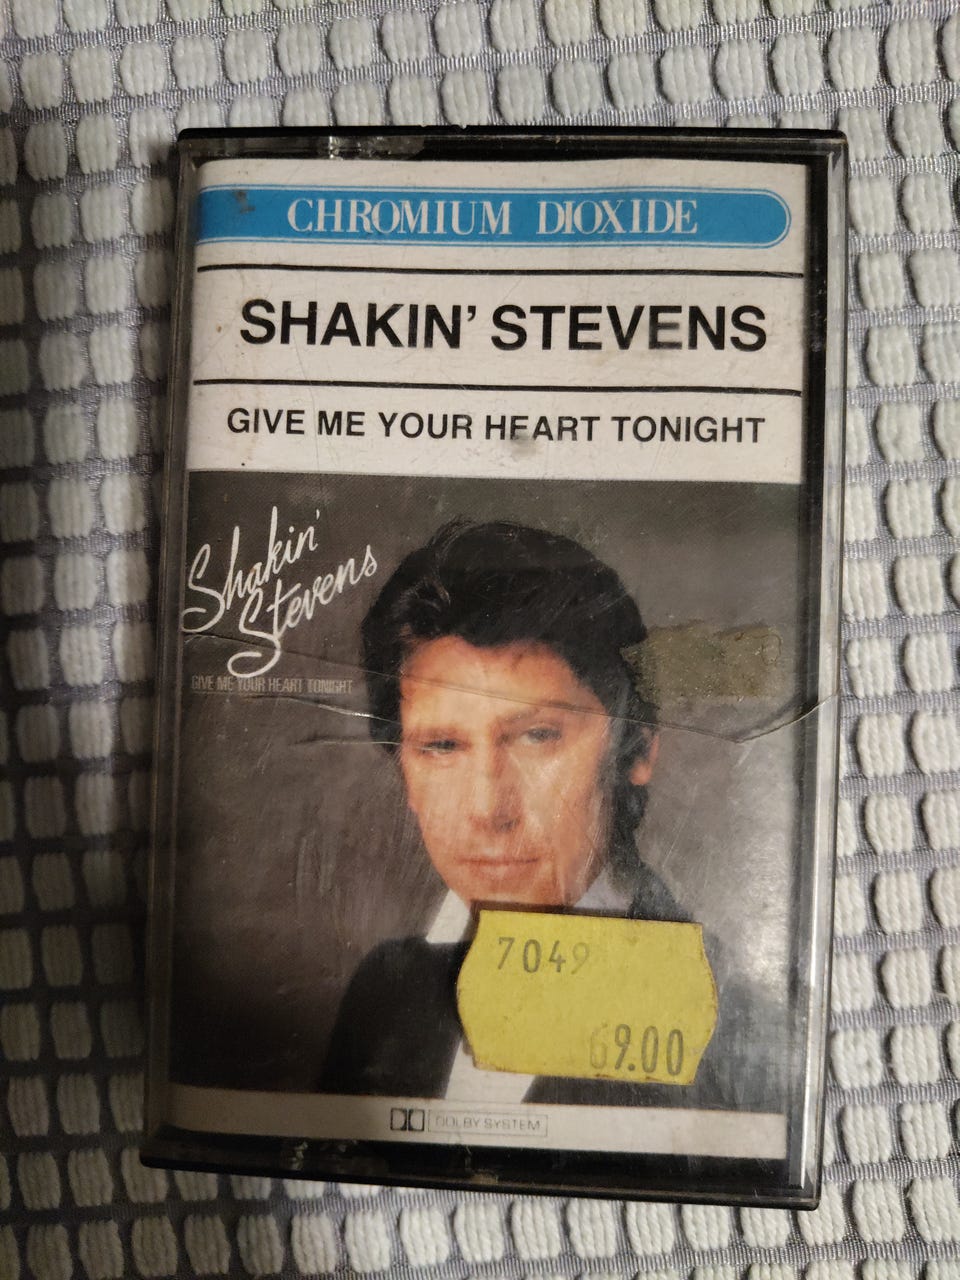 CHROMIUM DIOXIDE
SHAKIN' STEVENS
GIVE ME YOUR HEART TONIGHT
Shakin'
Stevens
GIVE ME YOUR HEART TONIGHT
7049
69.00
DOLBY SYSTEM